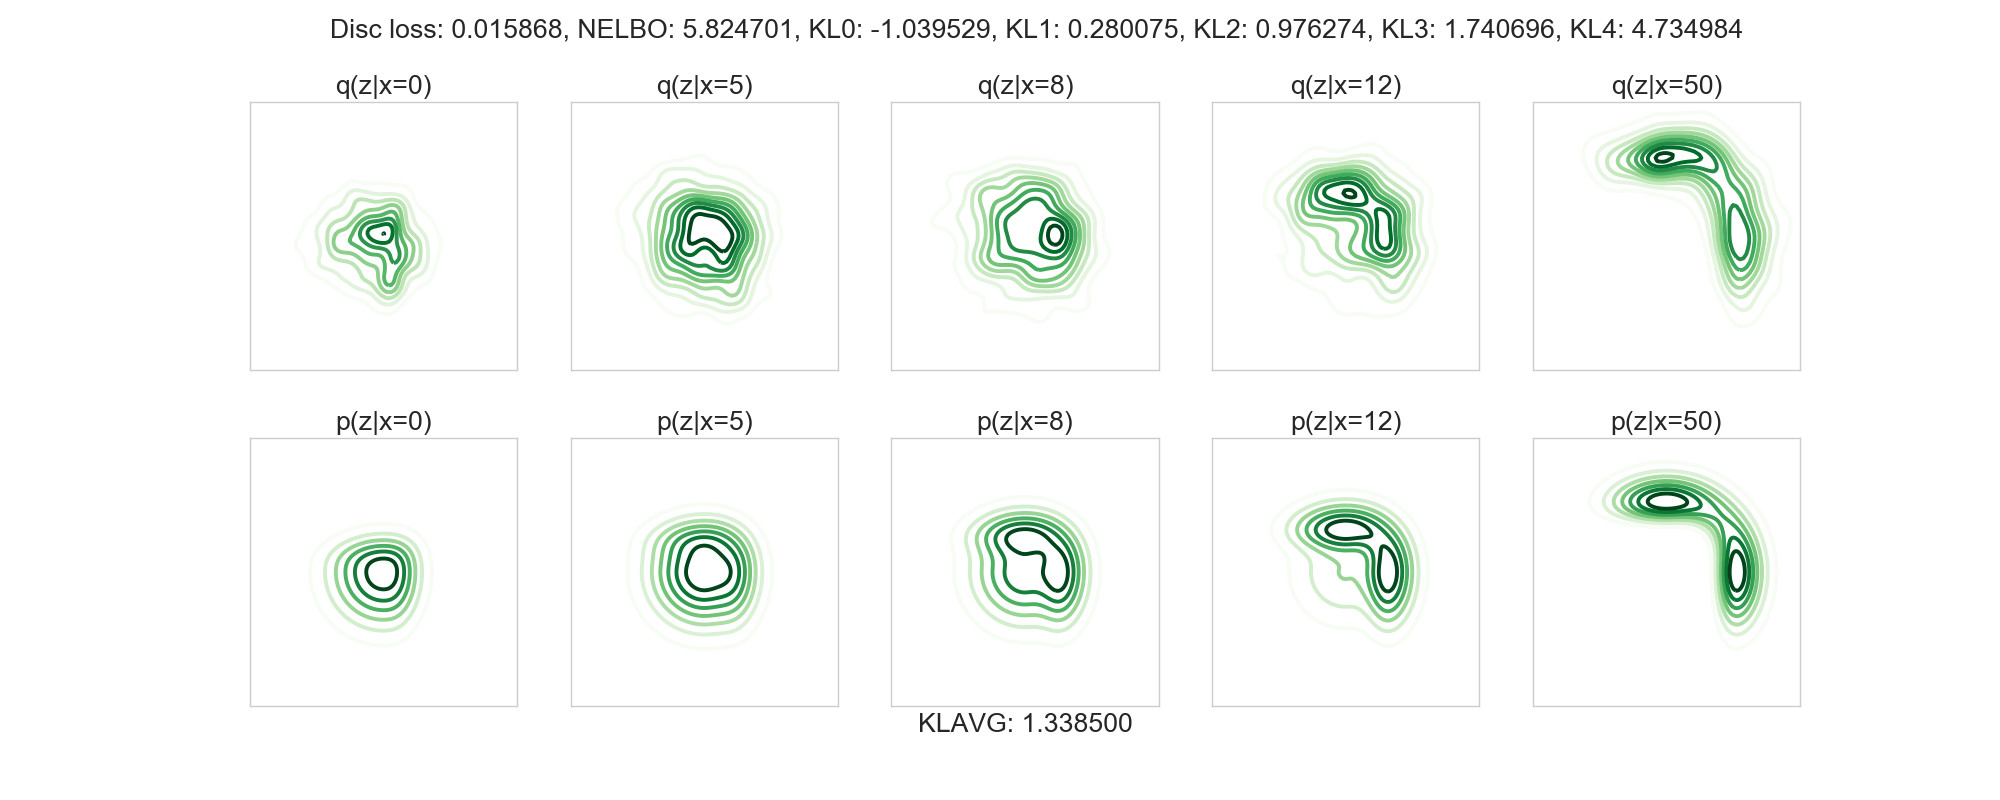 Disc loss: 0.015868, NELBO: 5.824701, KL0: -1.039529, KL1: 0.280075, KL2: 0.976274, KL3: 1.740696, KL4: 4.734984
q(z|x=0) q(z|x=5) q(z|x=8) q(z|x=12) q(z|x=50)
p(z|x=0) p(z|x=5) p(z|x=8) p(z|x=12) p(z|x=50)
KLAVG: 1.338500